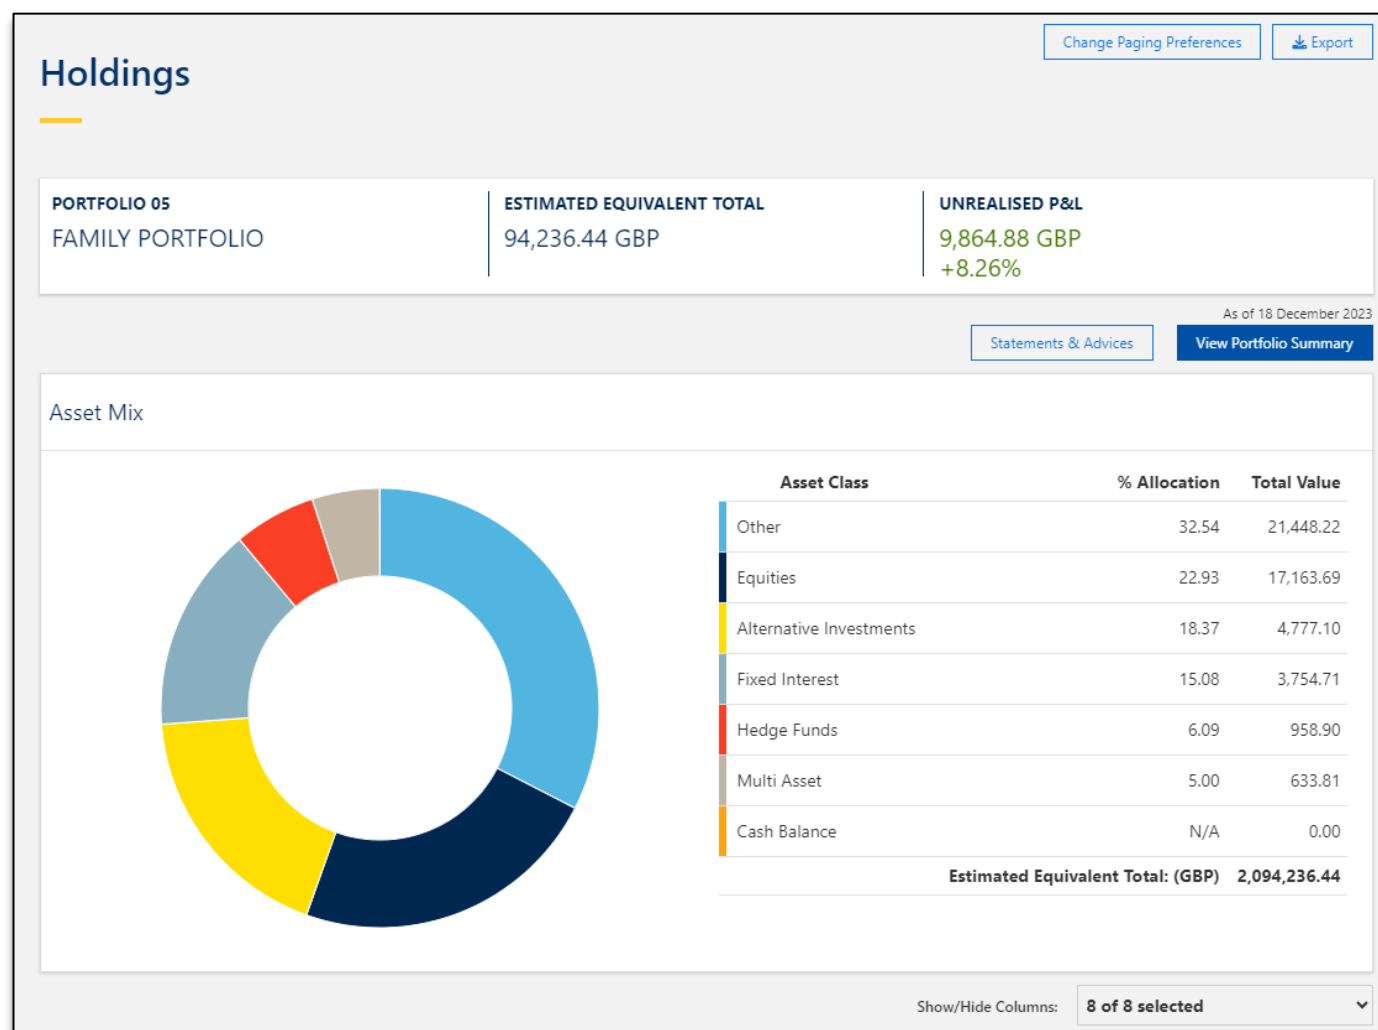 Change Paging Preferences
Export
Holdings
PORTFOLIO 05
FAMILY PORTFOLIO
ESTIMATED EQUIVALENT TOTAL
94,236.44 GBP
UNREALISED P&L
9,864.88 GBP
+8.26%
As of 18 December 2023
Statements & Advices
View Portfolio Summary
Asset Mix
Asset Class % Allocation Total Value
Other 32.54 21,448.22
Equities 22.93 17,163.69
Alternative Investments 18.37 4,777.10
Fixed Interest 15.08 3,754.71
Hedge Funds 6.09 958.90
Multi Asset 5.00 633.81
Cash Balance N/A 0.00
Estimated Equivalent Total: (GBP) 2,094,236.44
Show/Hide Columns: 8 of 8 selected